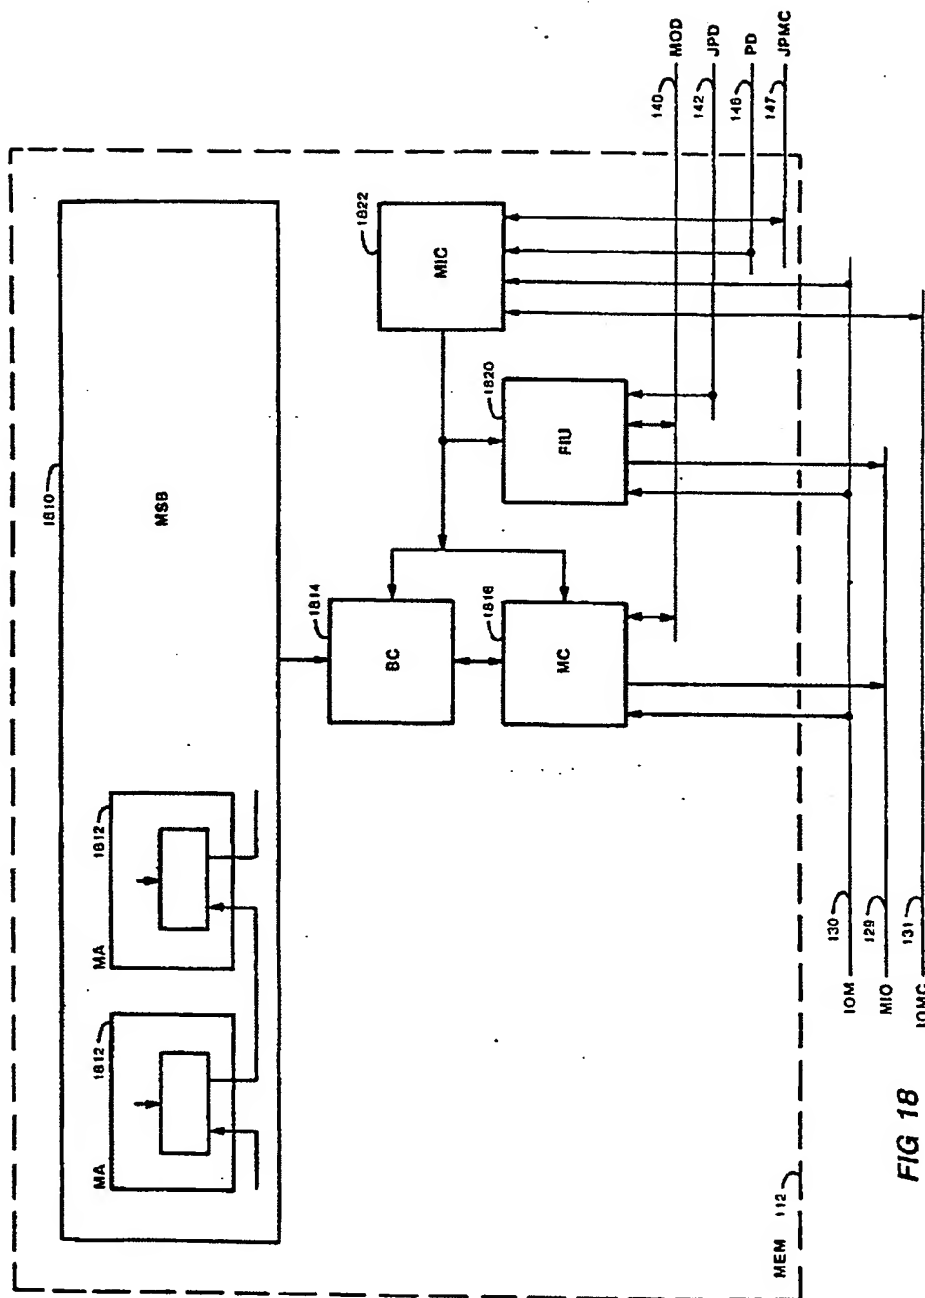 1810
MSB
MA
1812
MA
1812
1814
BC
1816
MC
1820
FIU
1822
MIC
140
MOD
142
JPD
146
PD
147
JPMC
IOM
130
MIO
129
IOMC
131
MEM 112
FIG 18